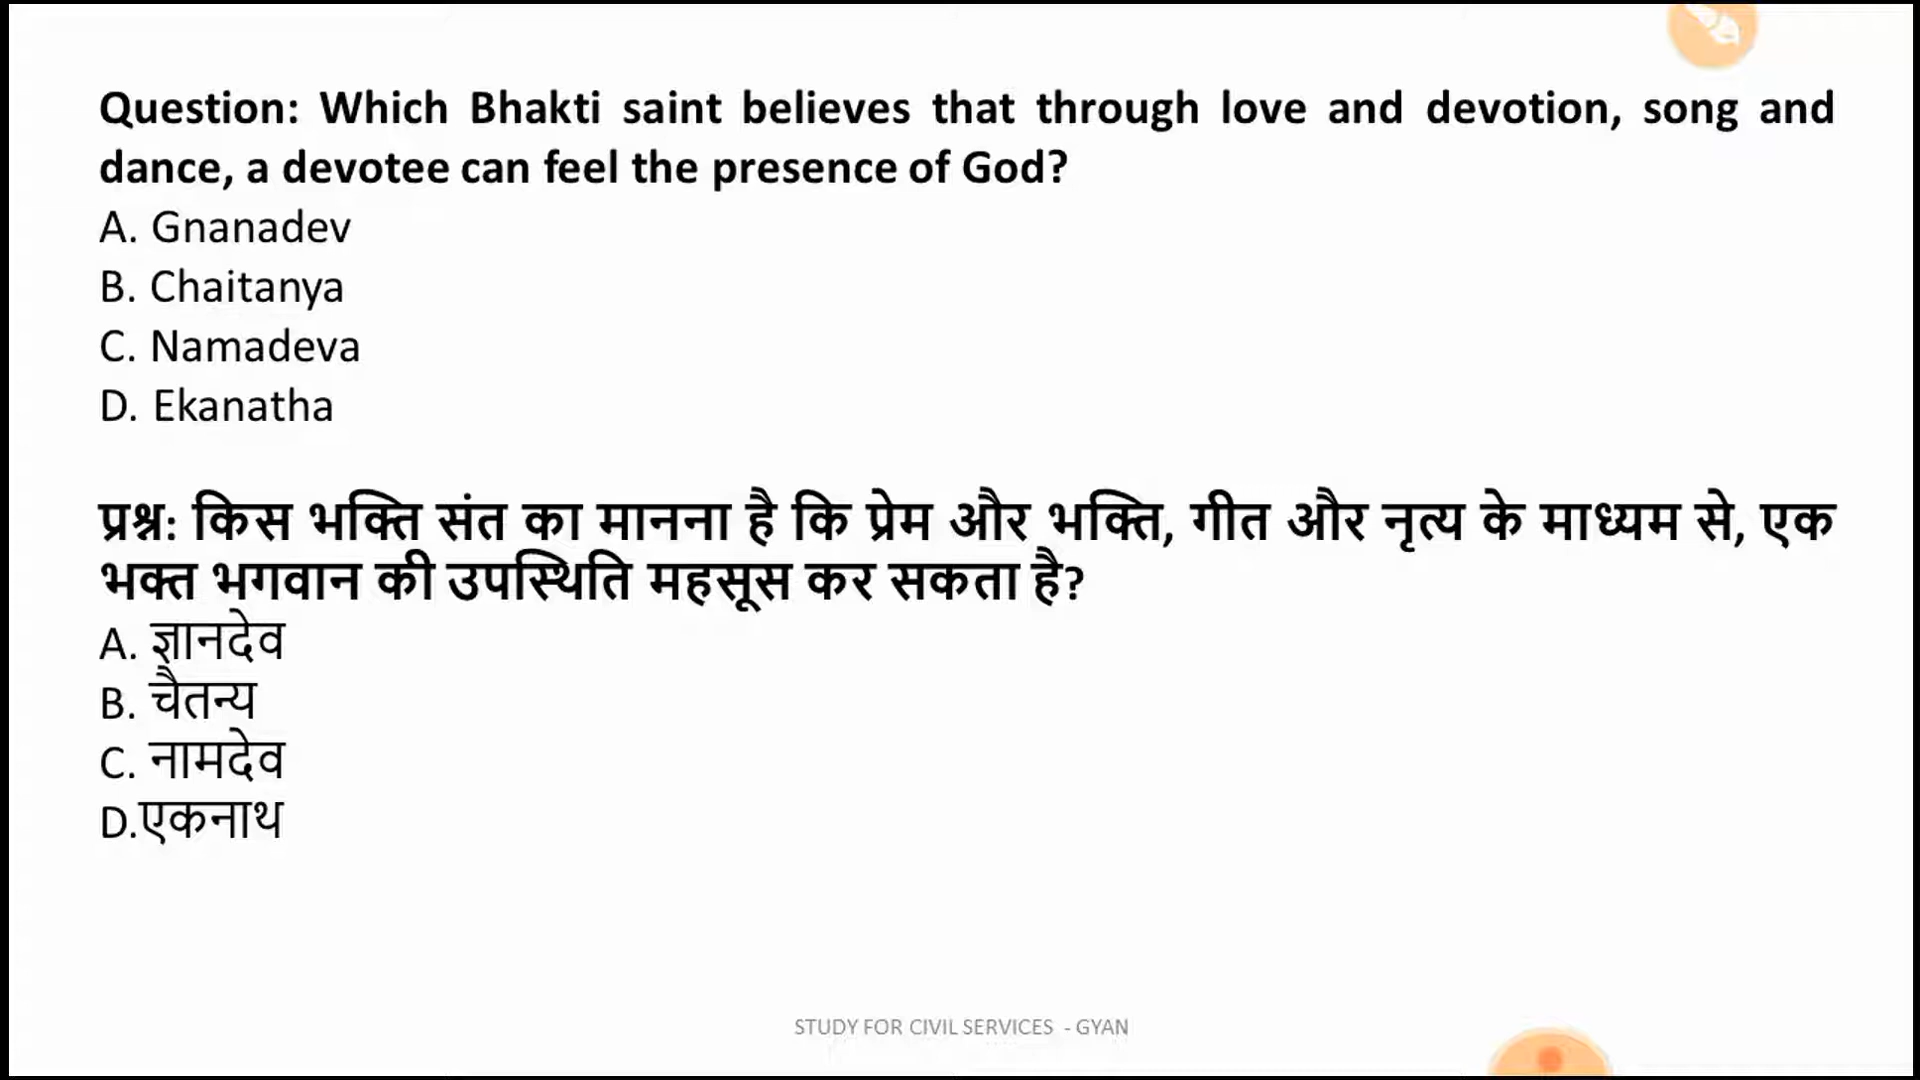 Question: Which Bhakti saint believes that through love and devotion, song and
dance, a devotee can feel the presence of God?
A. Gnanadev
B. Chaitanya
C. Namadeva
D. Ekanatha
प्रश्न: किस भक्ति संत का मानना है कि प्रेम और भक्ति, गीत और नृत्य के माध्यम से, एक
भक्त भगवान की उपस्थिति महसूस कर सकता है?
A. ज्ञानदेव
B. चैतन्य
C. नामदेव
D.एकनाथ
STUDY FOR CIVIL SERVICES - GYAN